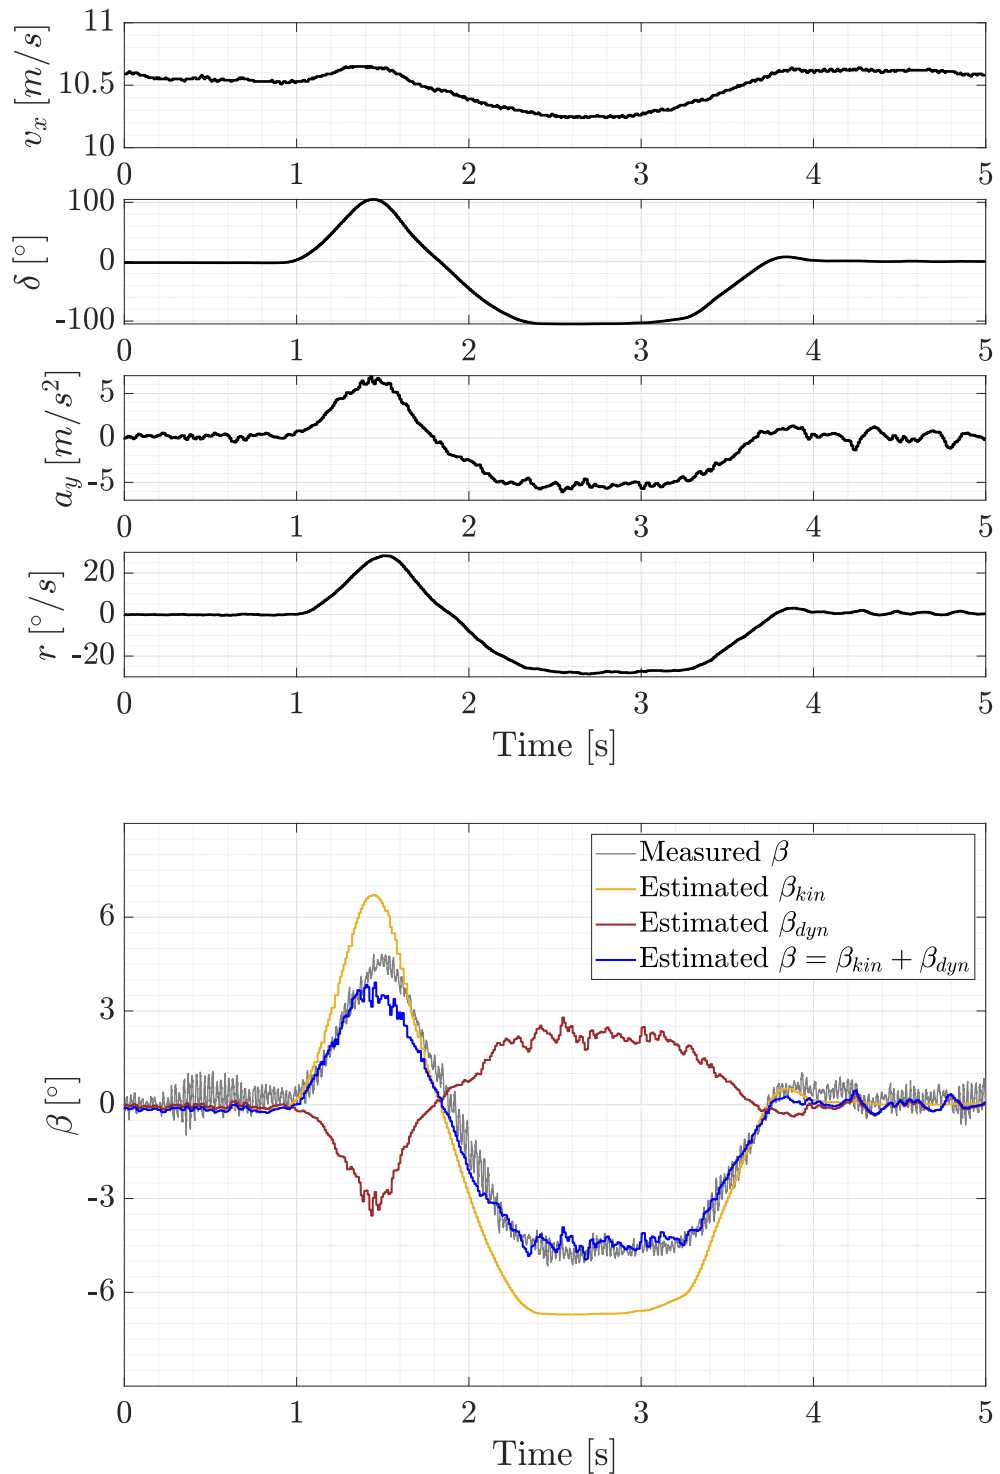 11
10.5
10
v_x [m/s]
0 1 2 3 4 5
100
0
-100
δ [°]
0 1 2 3 4 5
5
0
-5
a_y [m/s²]
0 1 2 3 4 5
20
0
-20
r [°/s]
0 1 2 3 4 5
Time [s]
Measured β
Estimated β_kin
Estimated β_dyn
Estimated β = β_kin + β_dyn
6
3
0
-3
-6
β [°]
0 1 2 3 4 5
Time [s]